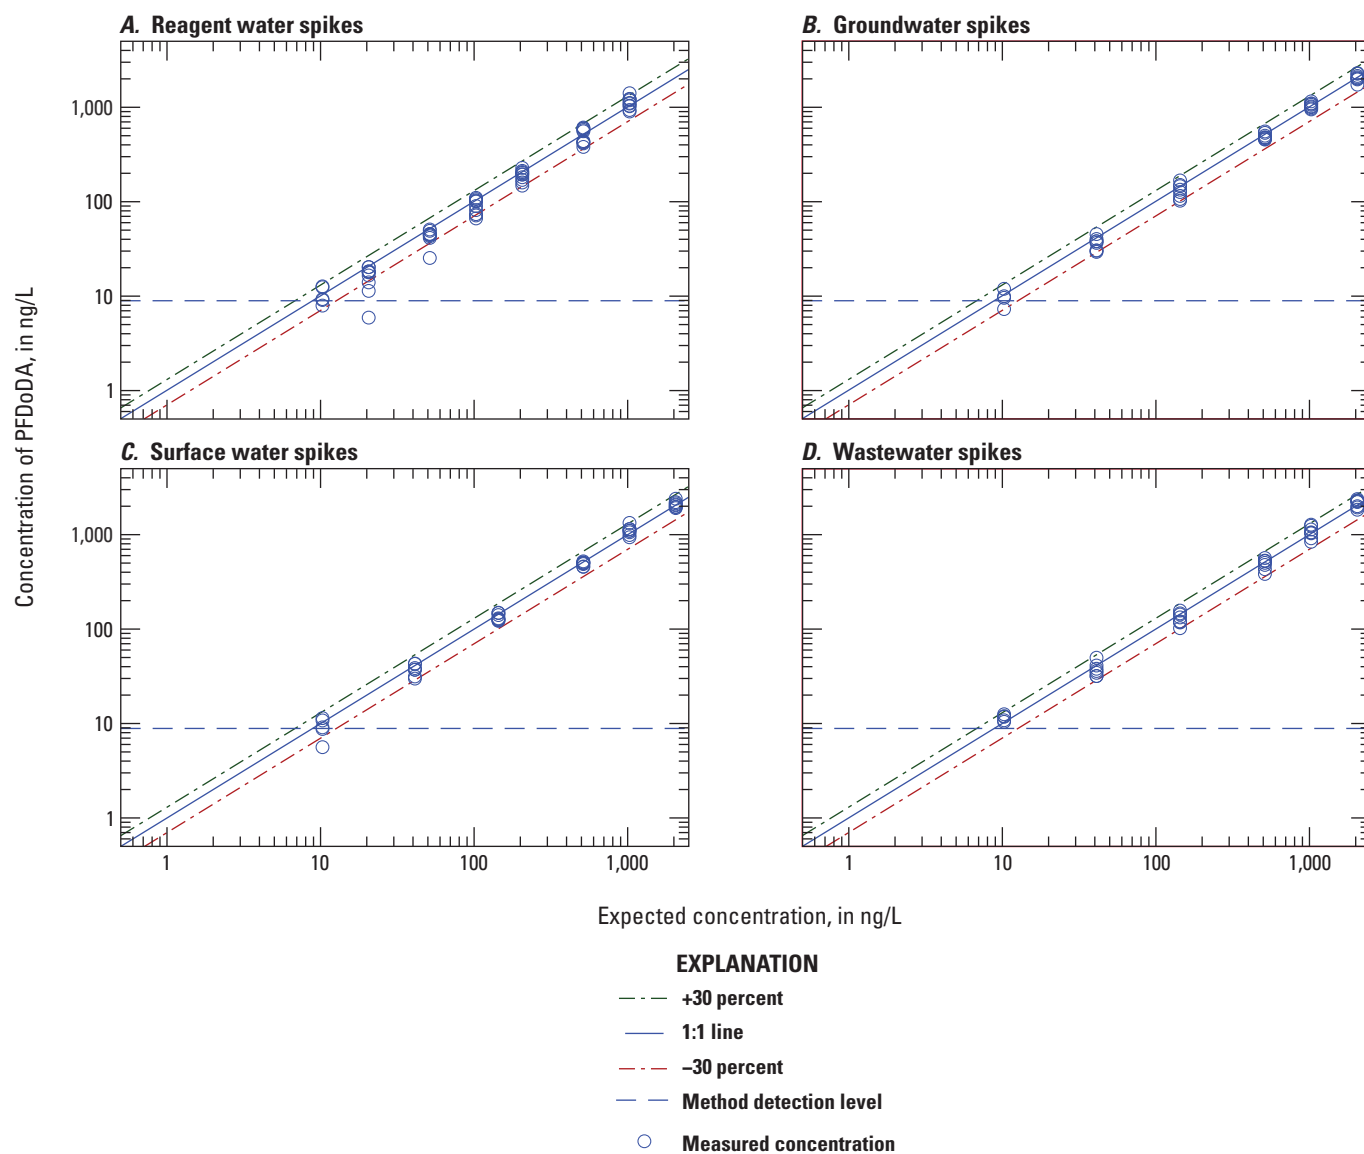 A. Reagent water spikes
B. Groundwater spikes
1,000
100
10
1
C. Surface water spikes
D. Wastewater spikes
1,000
100
10
1
1 10 100 1,000
1 10 100 1,000
Concentration of PFDoDA, in ng/L
Expected concentration, in ng/L
EXPLANATION
+30 percent
1:1 line
–30 percent
Method detection level
Measured concentration